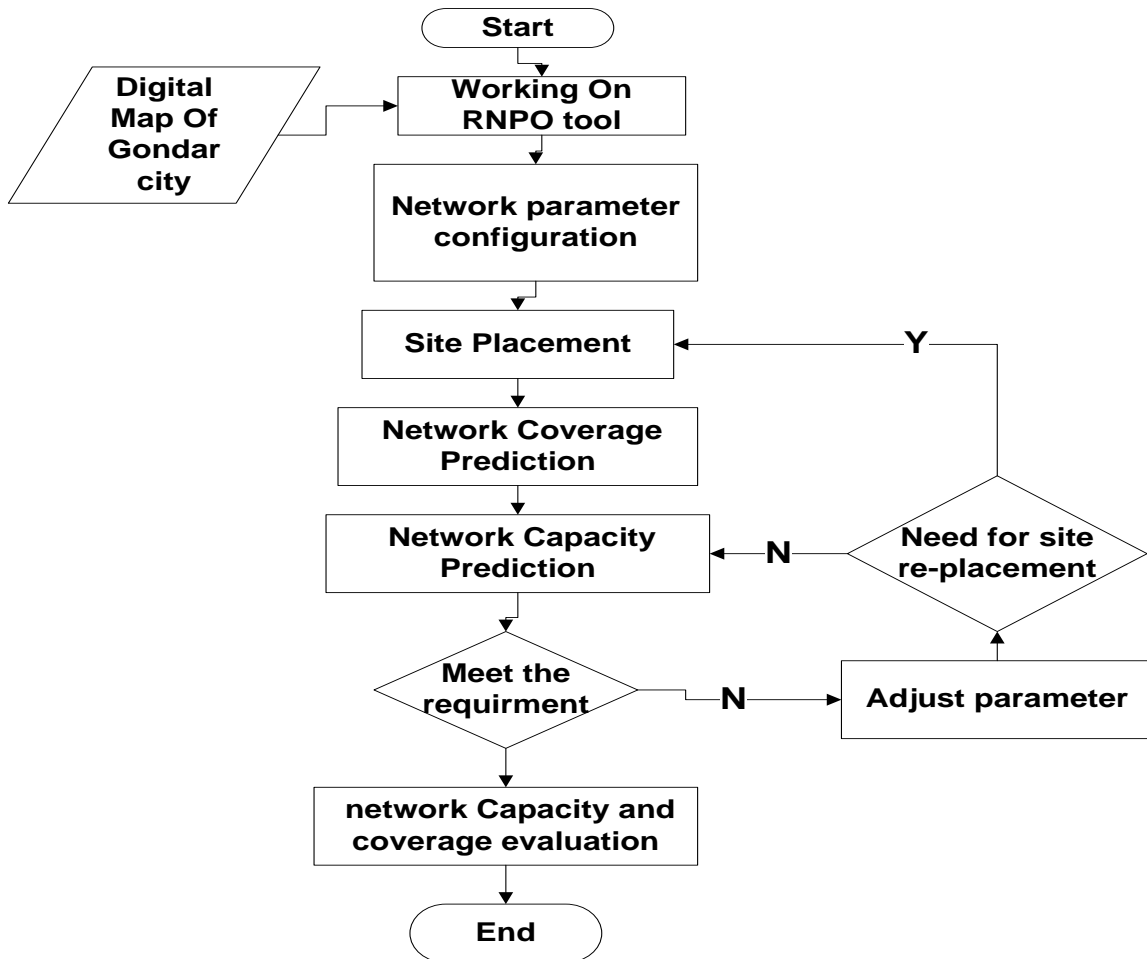 Start
Digital
Map Of
Gondar
city
Working On
RNPO tool
Network parameter
configuration
Site Placement
Y
Network Coverage
Prediction
Network Capacity
Prediction
N
Need for site
re-placement
Meet the
requirment
N
Adjust parameter
network Capacity and
coverage evaluation
End